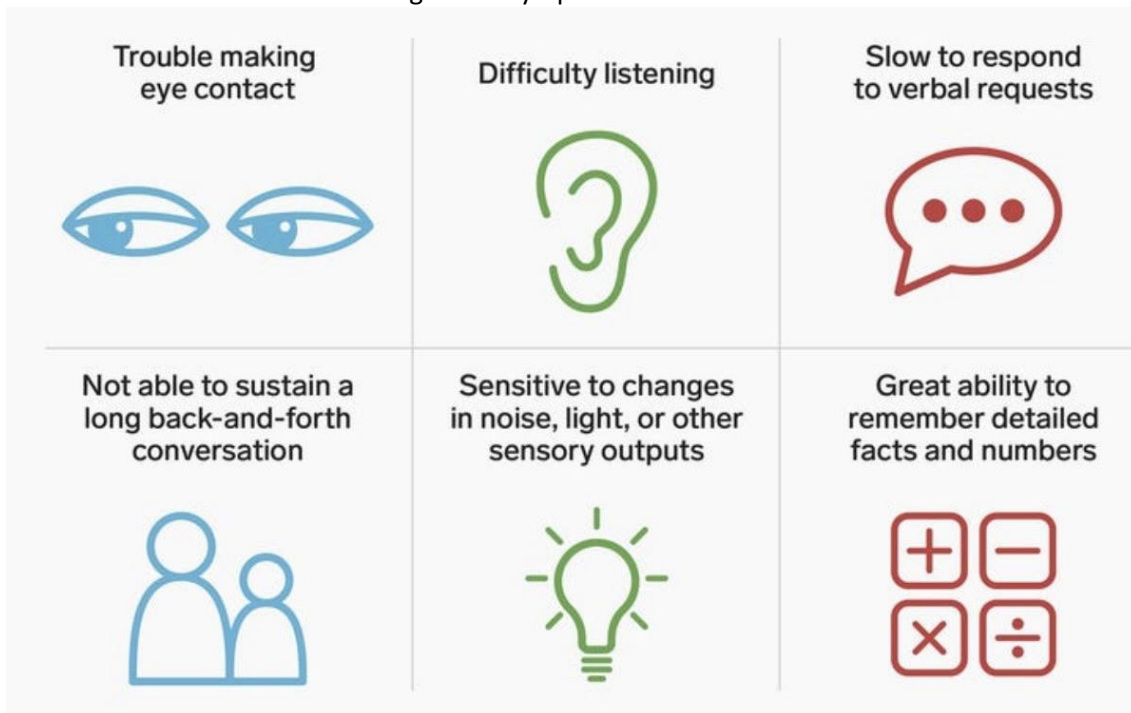 Trouble making
eye contact
Difficulty listening
Slow to respond
to verbal requests
Not able to sustain a
long back-and-forth
conversation
Sensitive to changes
in noise, light, or other
sensory outputs
Great ability to
remember detailed
facts and numbers